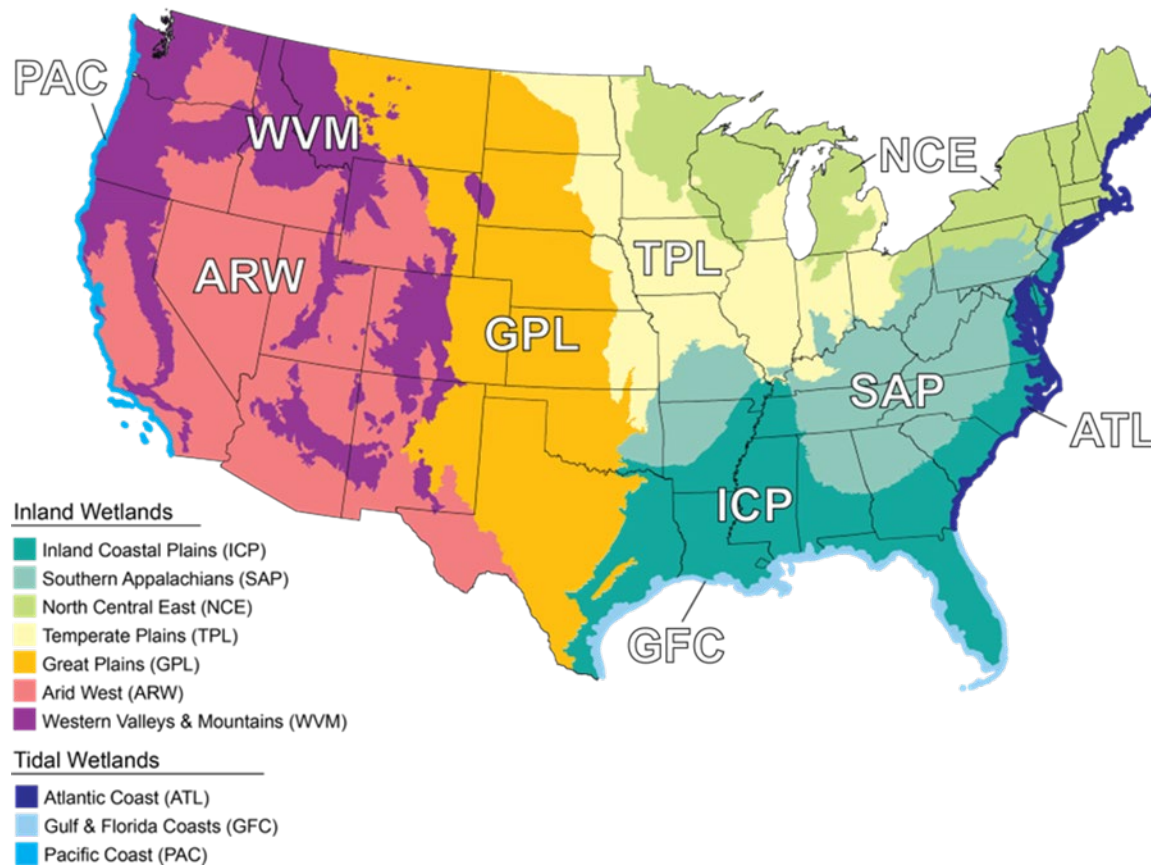 PAC
WVM
NCE
ARW
TPL
GPL
SAP
ATL
ICP
GFC
Inland Wetlands
Inland Coastal Plains (ICP)
Southern Appalachians (SAP)
North Central East (NCE)
Temperate Plains (TPL)
Great Plains (GPL)
Arid West (ARW)
Western Valleys & Mountains (WVM)
Tidal Wetlands
Atlantic Coast (ATL)
Gulf & Florida Coasts (GFC)
Pacific Coast (PAC)